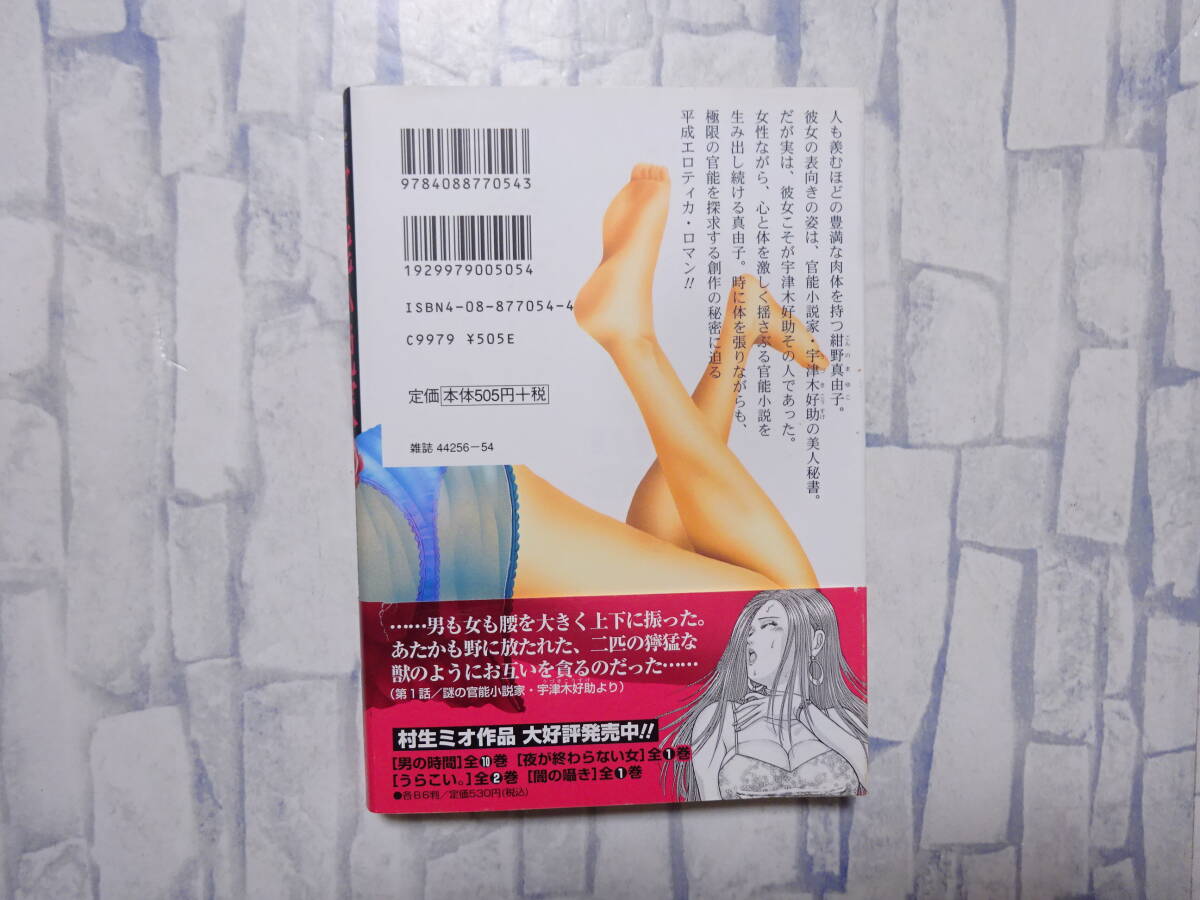 人も羨むほどの豊満な肉体を持つ紺野真由子。
彼女の表向きの姿は、官能小説家・宇津木好助の美人秘書。
だが実は、彼女こそが宇津木好助その人であった。
女性ながら、心と体を激しく揺さぶる官能小説を
生み出し続ける真由子。時に体を張りながらも、
極限の官能を探求する創作の秘密に迫る
平成エロティカ・ロマン!!
9784088770543
1929979005054
ISBN4-08-877054-4
C9979 ¥505E
定価 本体505円+税
雑誌 44256-54
……男も女も腰を大きく上下に振った。
あたかも野に放たれた、二匹の獰猛な
獣のようにお互いを貪るのだった……
(第1話/謎の官能小説家・宇津木好助より)
村生ミオ作品 大好評発売中!!
[男の時間]全10巻 [夜が終わらない女]全1巻
[うらこい。]全2巻 [闇の囁き]全1巻
●各B6判/定価530円(税込)